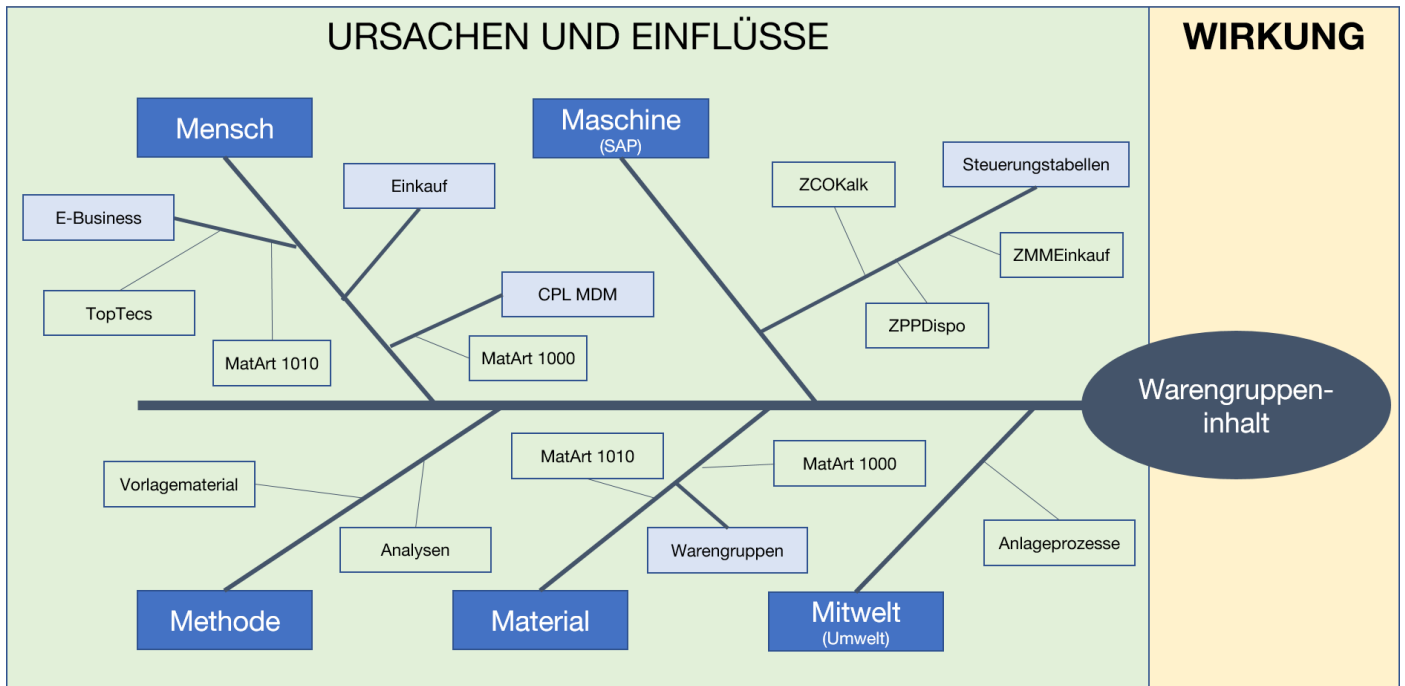 URSACHEN UND EINFLÜSSE
WIRKUNG
Mensch
Maschine
(SAP)
Einkauf
ZCOKalk
Steuerungstabellen
E-Business
ZMMEinkauf
CPL MDM
TopTecs
ZPPDispo
MatArt 1010
MatArt 1000
Warengruppen-
inhalt
MatArt 1010
MatArt 1000
Vorlagematerial
Analysen
Warengruppen
Anlageprozesse
Methode
Material
Mitwelt
(Umwelt)